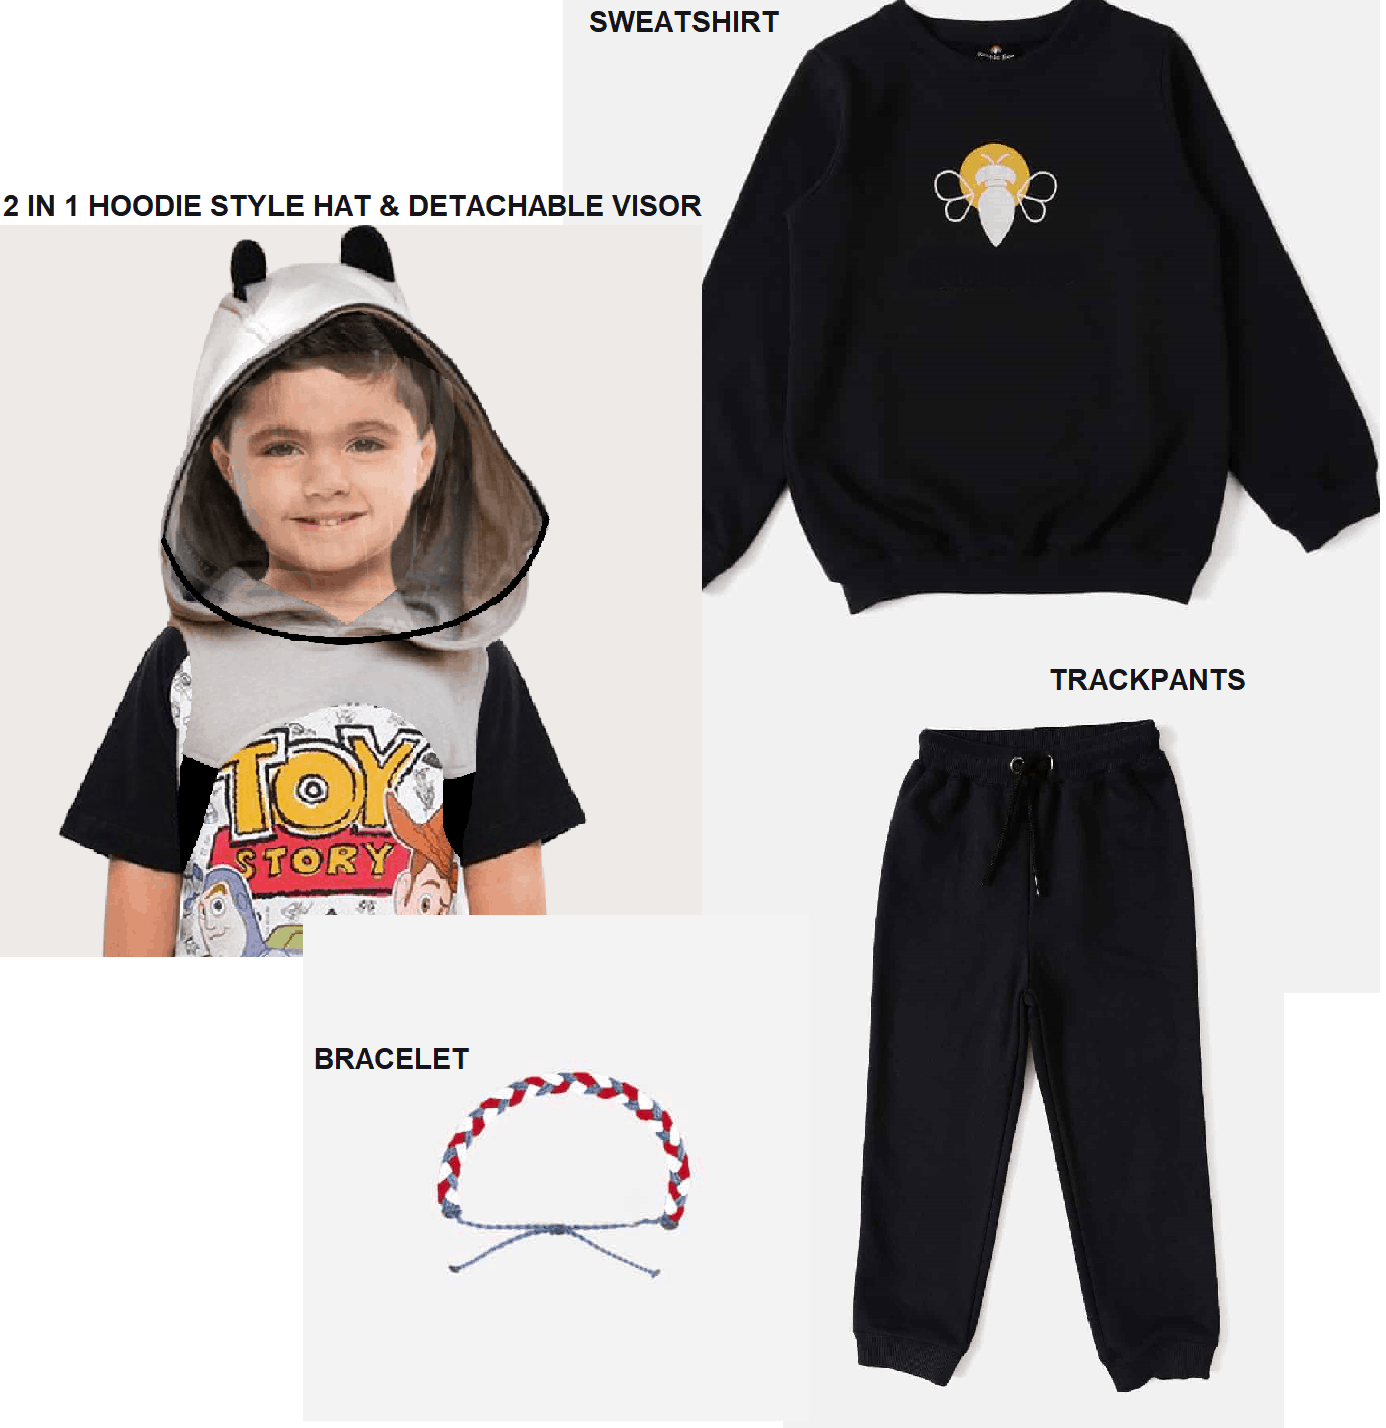 SWEATSHIRT
2 IN 1 HOODIE STYLE HAT & DETACHABLE VISOR
TOY
STORY
TRACKPANTS
BRACELET